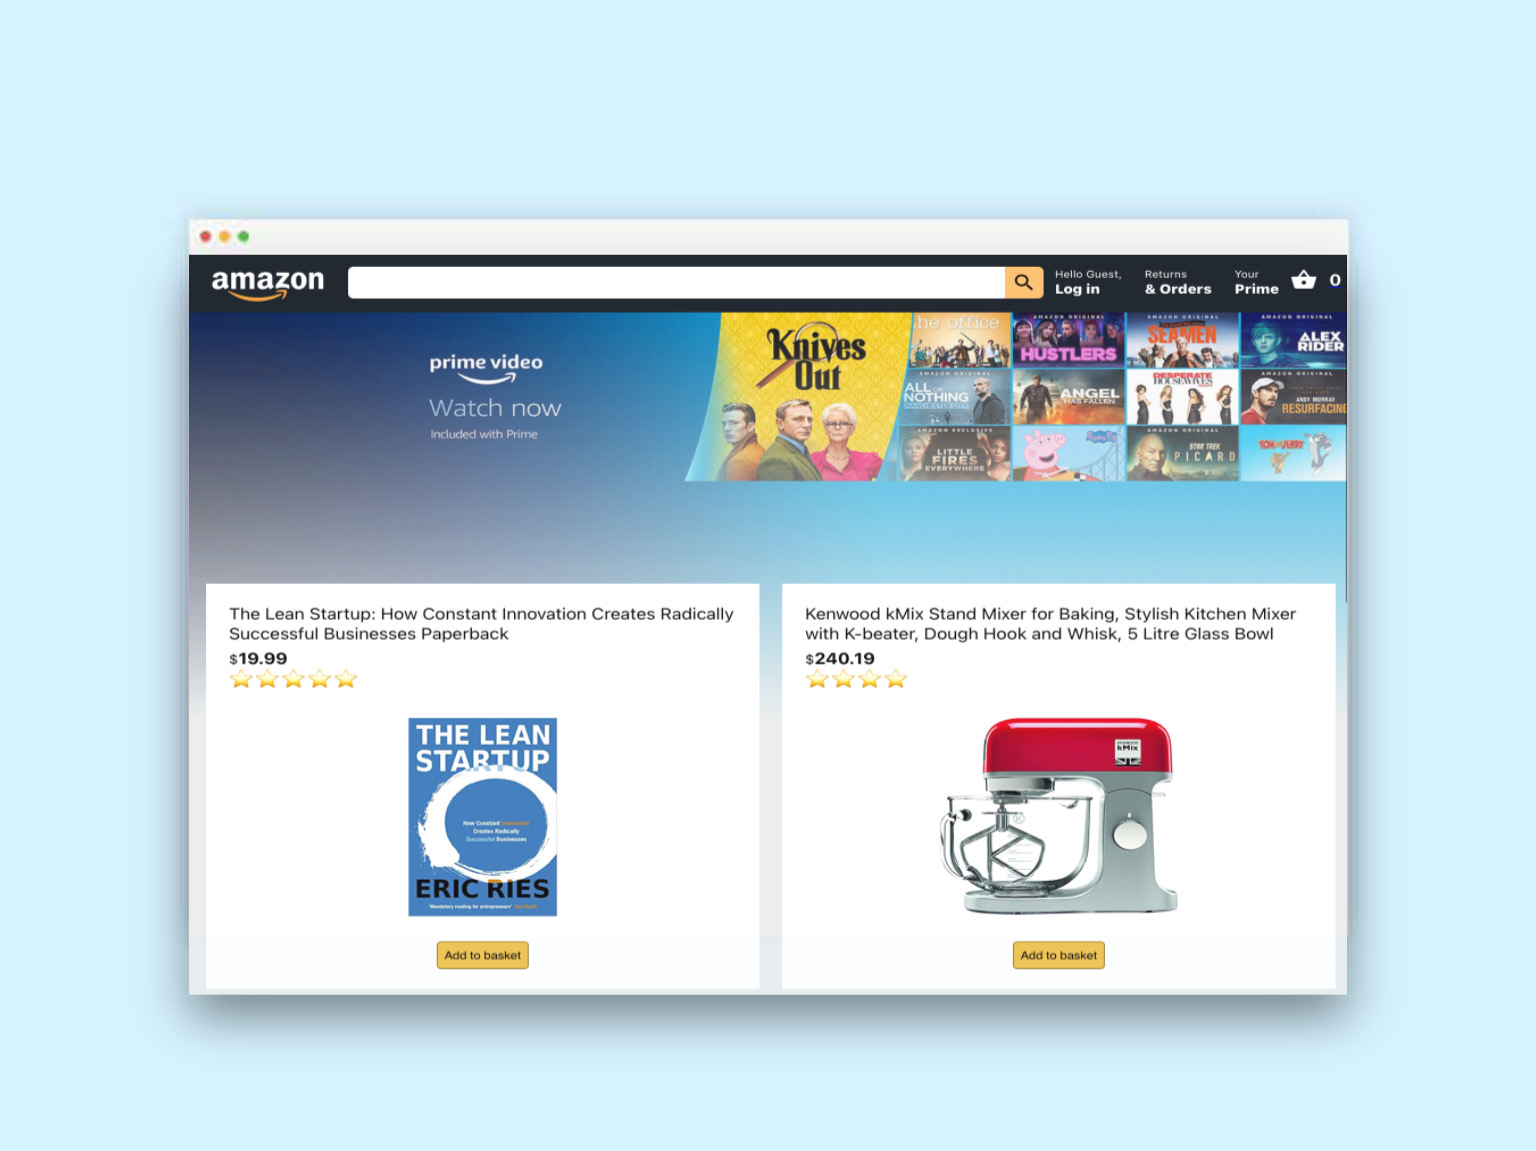 amazon
Hello Guest,
Log in
Returns
& Orders
Your
Prime
0
prime video
Watch now
Included with Prime
Knives
Out
the office
AMAZON ORIGINAL
HUSTLERS
AMAZON ORIGINAL
SEAMEN
AMAZON ORIGINAL
ALEX
RIDER
AMAZON ORIGINAL
ALL OR
NOTHING
MANCHESTER CITY
ANGEL
HAS FALLEN
DESPERATE
HOUSEWIVES
AMAZON ORIGINAL
ANDY MURRAY
RESURFACING
AMAZON EXCLUSIVE
LITTLE
FIRES
EVERYWHERE
Peppa Pig
AMAZON ORIGINAL
STAR TREK
PICARD
TOM AND JERRY
The Lean Startup: How Constant Innovation Creates Radically
Successful Businesses Paperback
$19.99
THE LEAN
STARTUP
How Constant Innovation
Creates Radically
Successful Businesses
ERIC RIES
'Mandatory reading for entrepreneurs'
Add to basket
Kenwood kMix Stand Mixer for Baking, Stylish Kitchen Mixer
with K-beater, Dough Hook and Whisk, 5 Litre Glass Bowl
$240.19
KENWOOD
kMix
K
Add to basket